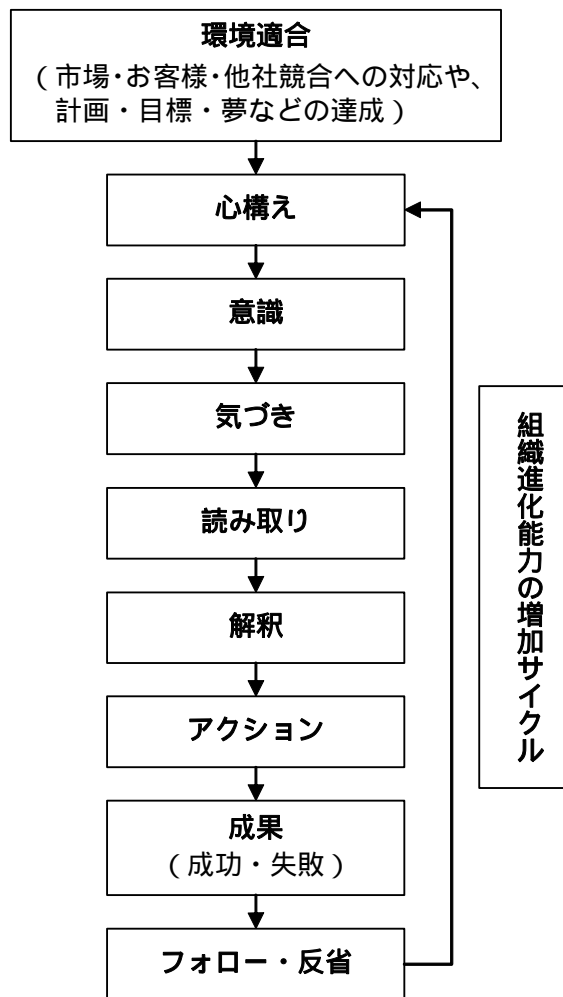 環境適合
（市場・お客様・他社競合への対応や、
計画・目標・夢などの達成）
心構え
意識
気づき
読み取り
解釈
アクション
成果
（成功・失敗）
フォロー・反省
組織進化能力の増加サイクル